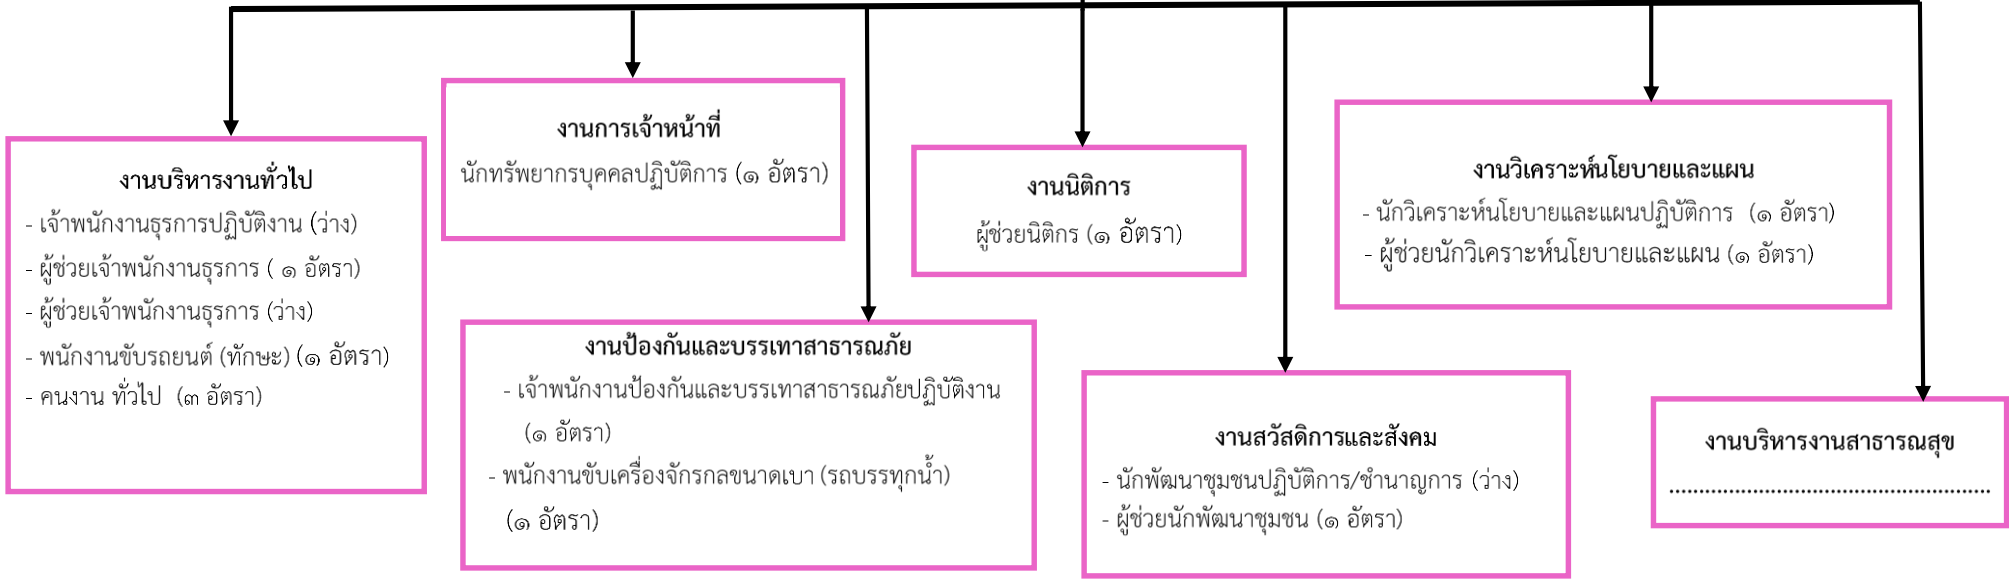 งานบริหารงานทั่วไป
- เจ้าพนักงานธุรการปฏิบัติงาน (ว่าง)
- ผู้ช่วยเจ้าพนักงานธุรการ ( ๑ อัตรา)
- ผู้ช่วยเจ้าพนักงานธุรการ (ว่าง)
- พนักงานขับรถยนต์ (ทักษะ) (๑ อัตรา)
- คนงาน ทั่วไป (๓ อัตรา)
งานการเจ้าหน้าที่
นักทรัพยากรบุคคลปฏิบัติการ (๑ อัตรา)
งานป้องกันและบรรเทาสาธารณภัย
- เจ้าพนักงานป้องกันและบรรเทาสาธารณภัยปฏิบัติงาน
(๑ อัตรา)
- พนักงานขับเครื่องจักรกลขนาดเบา (รถบรรทุกน้ำ)
(๑ อัตรา)
งานนิติการ
ผู้ช่วยนิติกร (๑ อัตรา)
งานสวัสดิการและสังคม
- นักพัฒนาชุมชนปฏิบัติการ/ชำนาญการ (ว่าง)
- ผู้ช่วยนักพัฒนาชุมชน (๑ อัตรา)
งานวิเคราะห์นโยบายและแผน
- นักวิเคราะห์นโยบายและแผนปฏิบัติการ (๑ อัตรา)
- ผู้ช่วยนักวิเคราะห์นโยบายและแผน (๑ อัตรา)
งานบริหารงานสาธารณสุข
......................................................